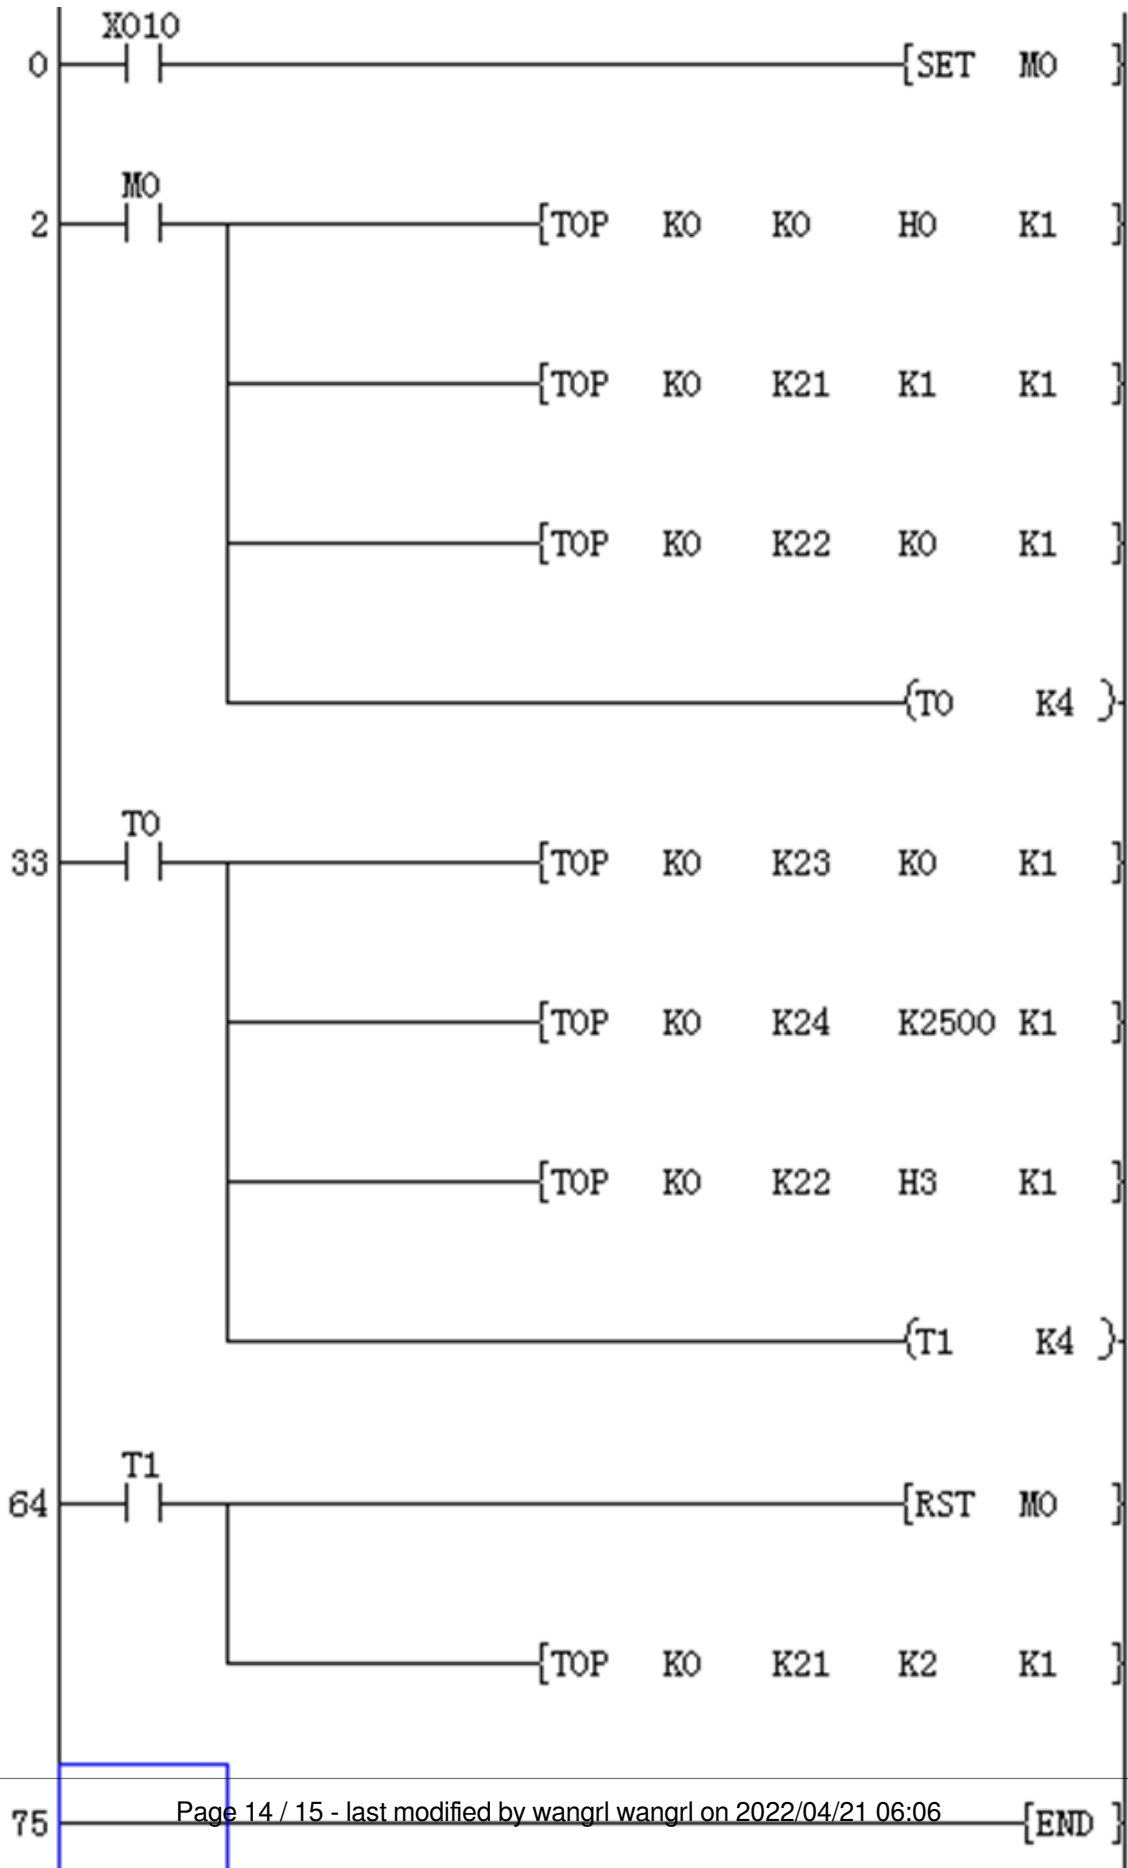 X010
0 [SET M0 ]
M0
2 [TOP K0 K0 H0 K1 ]
[TOP K0 K21 K1 K1 ]
[TOP K0 K22 K0 K1 ]
(T0 K4 )
T0
33 [TOP K0 K23 K0 K1 ]
[TOP K0 K24 K2500 K1 ]
[TOP K0 K22 H3 K1 ]
(T1 K4 )
T1
64 [RST M0 ]
[TOP K0 K21 K2 K1 ]
Page 14 / 15 - last modified by wangrl wangrl on 2022/04/21 06:06
75 [END ]